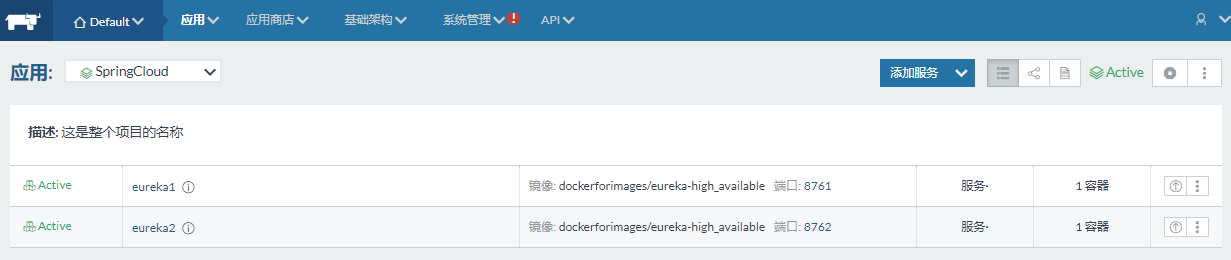 Default 应用 应用商店 基础架构 系统管理 ! API
应用: SpringCloud 添加服务 Active
描述: 这是整个项目的名称
Active eureka1 镜像: dockerforimages/eureka-high_available 端口: 8761 服务· 1 容器
Active eureka2 镜像: dockerforimages/eureka-high_available 端口: 8762 服务· 1 容器